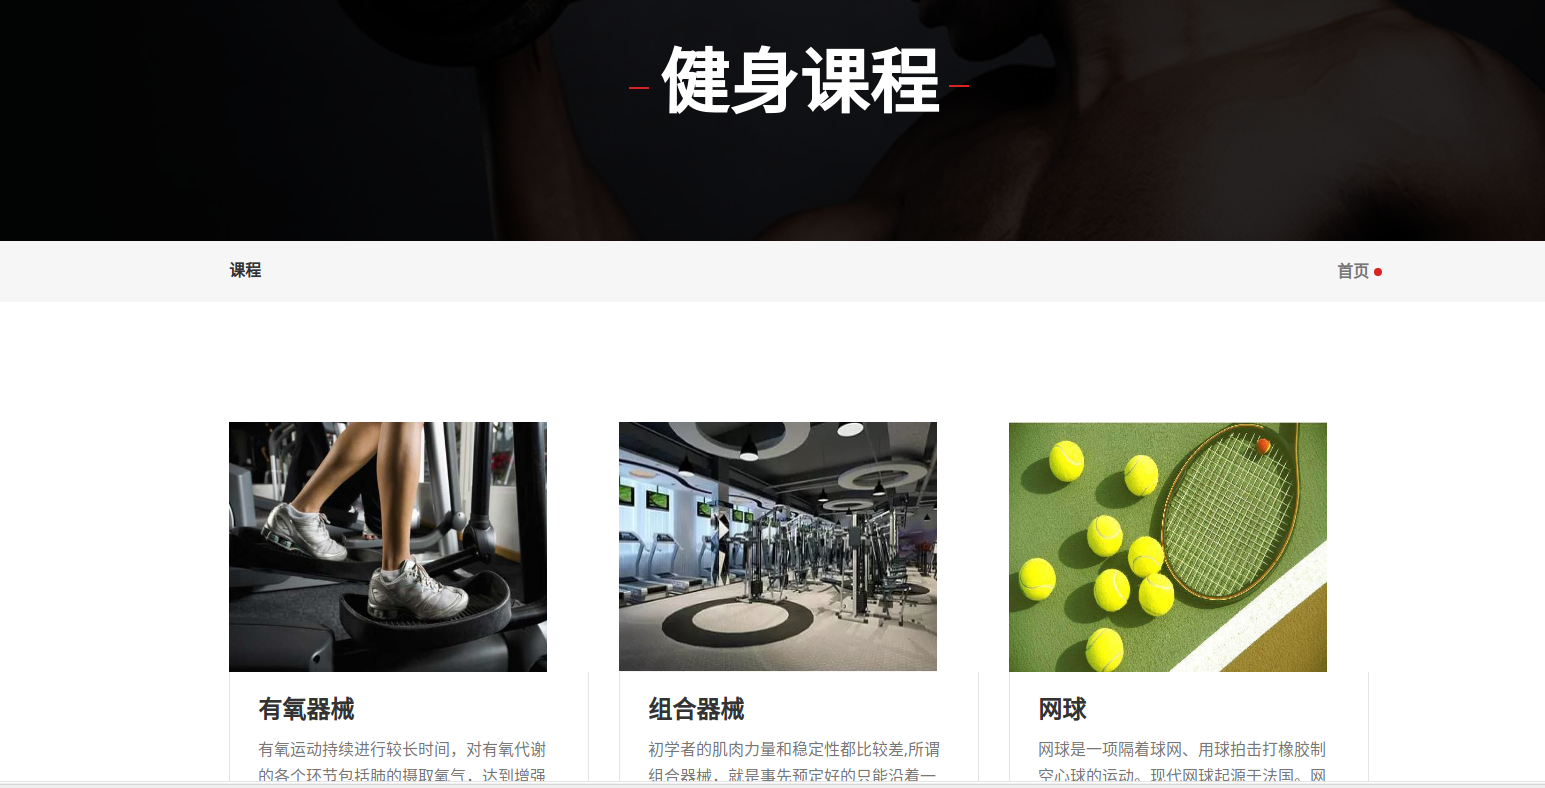 健身课程
课程
首页
有氧器械
有氧运动持续进行较长时间，对有氧代谢
的各个环节包括肺的摄取氧气，达到增强
组合器械
初学者的肌肉力量和稳定性都比较差,所谓
组合器械，就是事先预定好的只能沿着一
网球
网球是一项隔着球网、用球拍击打橡胶制
空心球的运动。现代网球起源于法国。网